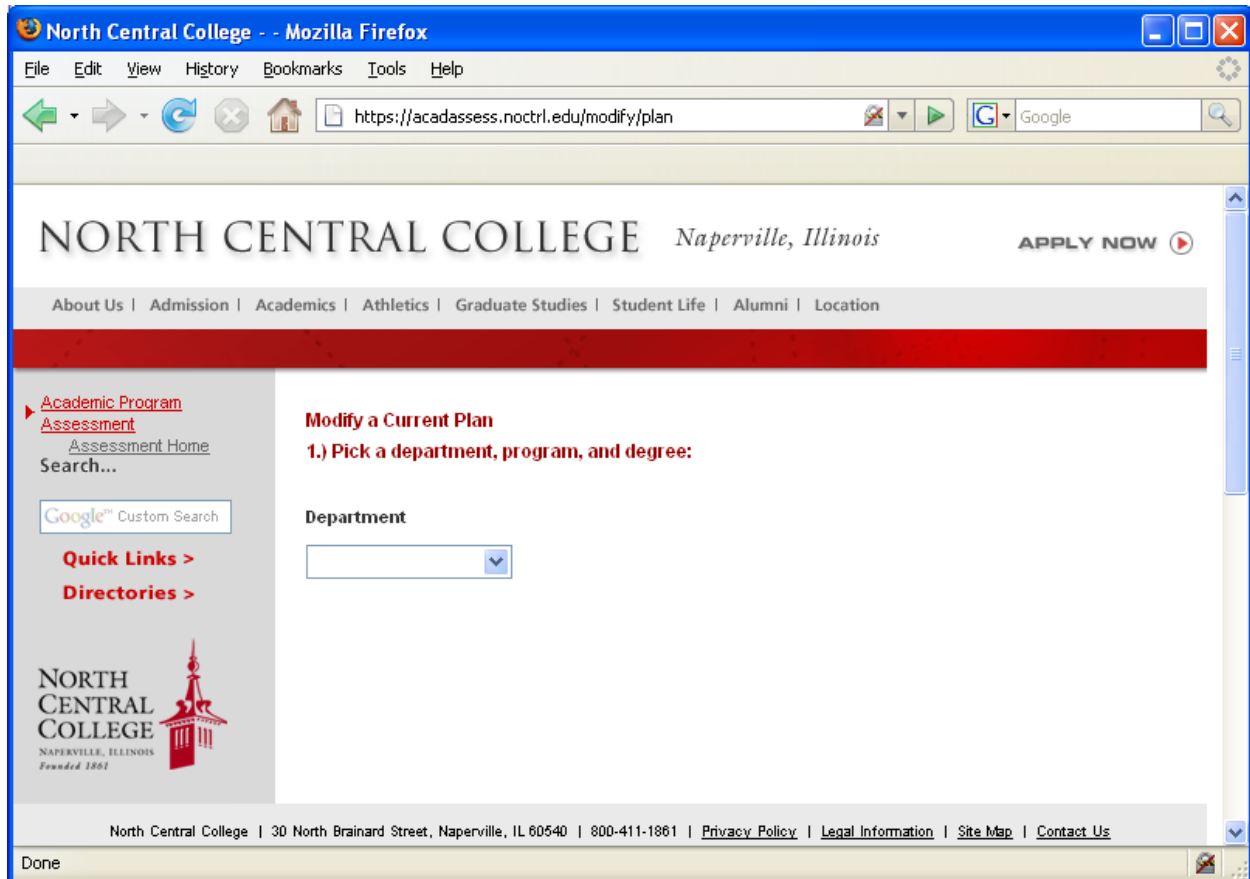 North Central College - - Mozilla Firefox
File Edit View History Bookmarks Tools Help
https://acadassess.noctrl.edu/modify/plan G Google
NORTH CENTRAL COLLEGE Naperville, Illinois APPLY NOW
About Us | Admission | Academics | Athletics | Graduate Studies | Student Life | Alumni | Location
Academic Program
Assessment
Assessment Home
Search...
Google™ Custom Search
Quick Links >
Directories >
NORTH
CENTRAL
COLLEGE
NAPERVILLE, ILLINOIS
Founded 1861
Modify a Current Plan
1.) Pick a department, program, and degree:
Department
North Central College | 30 North Brainard Street, Naperville, IL 60540 | 800-411-1861 | Privacy Policy | Legal Information | Site Map | Contact Us
Done